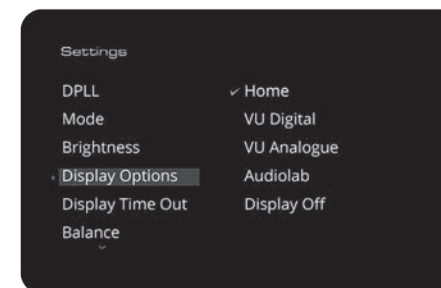 Settings
DPLL
Mode
Brightness
Display Options
Display Time Out
Balance
Home
VU Digital
VU Analogue
Audiolab
Display Off